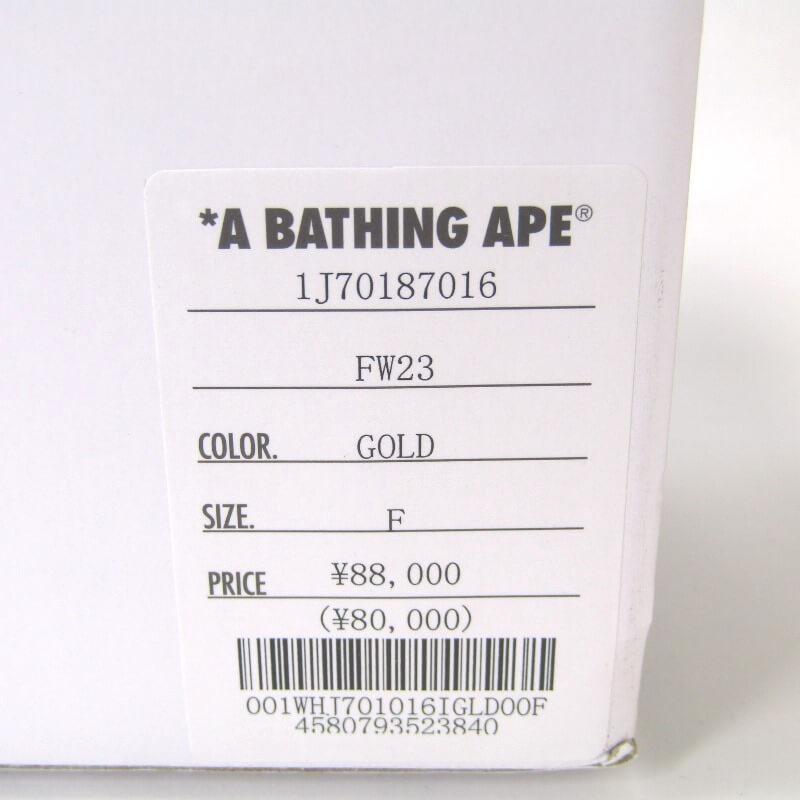 *A BATHING APE®
1J70187016
FW23
COLOR. GOLD
SIZE. F
PRICE ¥88,000
(¥80,000)
001WHJ701016IGLD00F
4580793523840